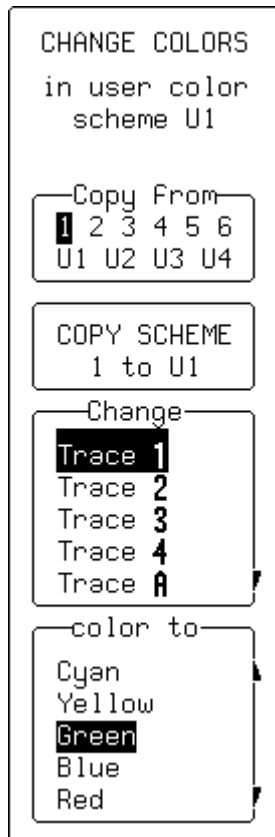 CHANGE COLORS
in user color
scheme U1
Copy from
1 2 3 4 5 6
U1 U2 U3 U4
COPY SCHEME
1 to U1
Change
Trace 1
Trace 2
Trace 3
Trace 4
Trace A
color to
Cyan
Yellow
Green
Blue
Red